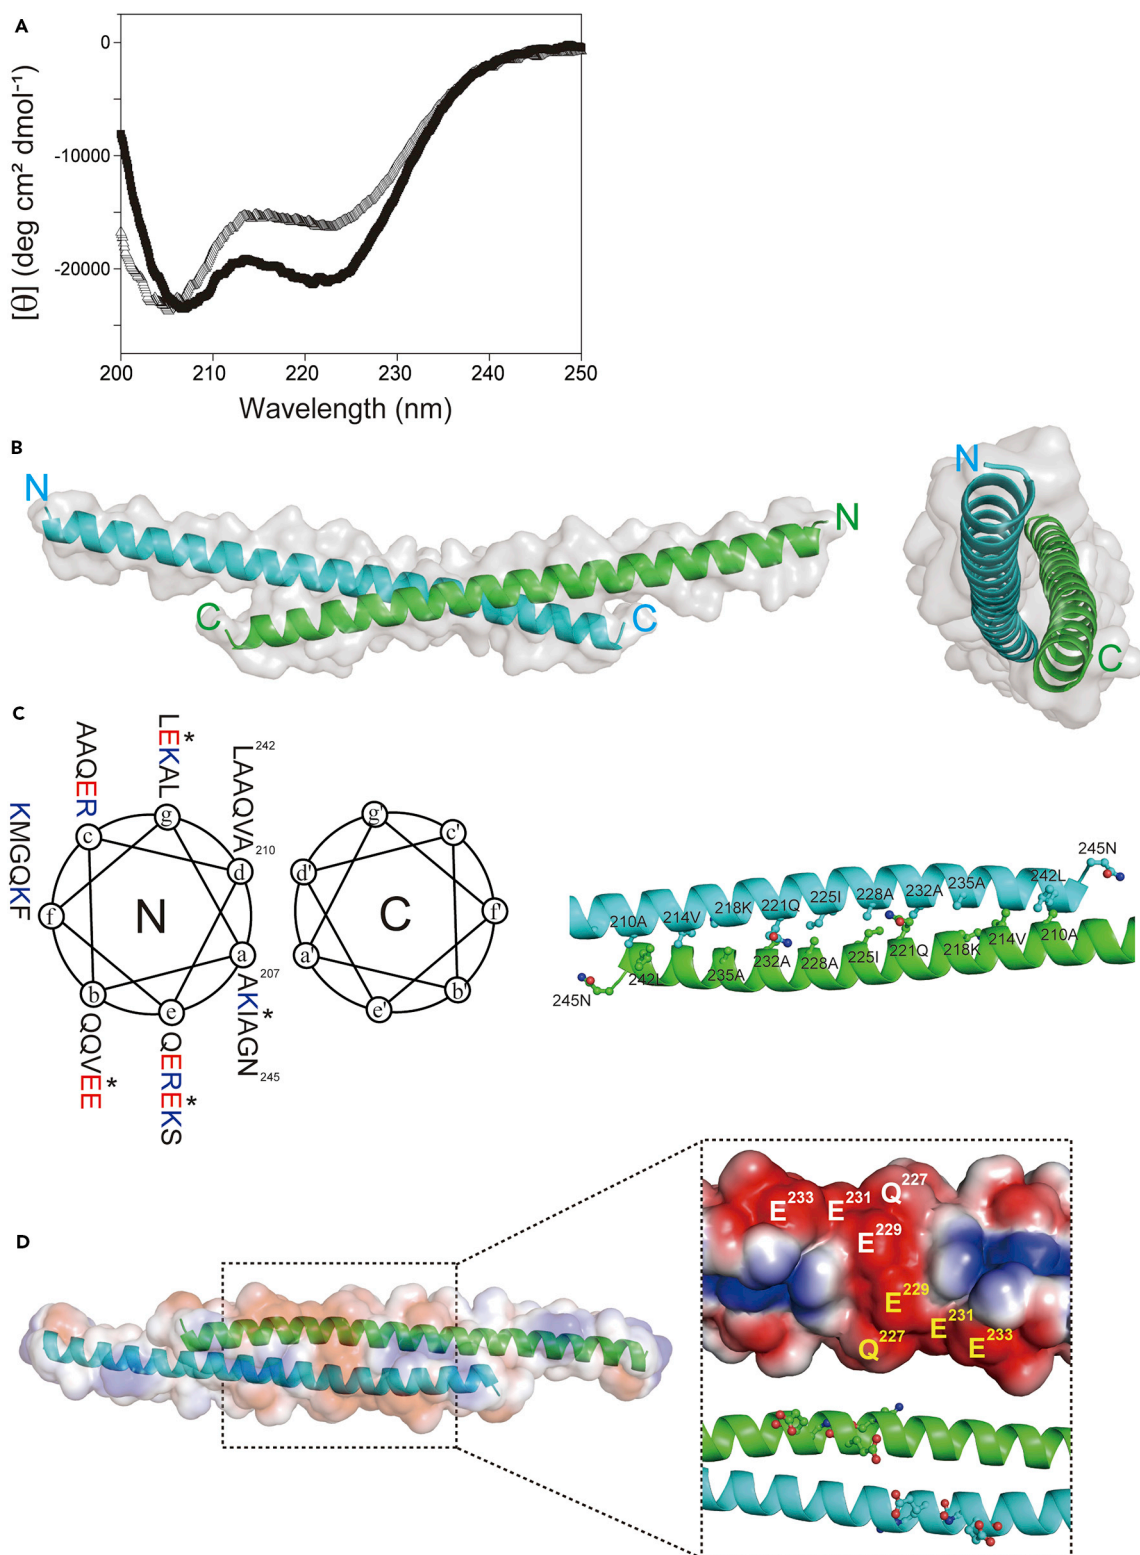 A
0
-10000
-20000
[θ] (deg cm² dmol⁻¹)
200 210 220 230 240 250
Wavelength (nm)
B
N
N
C
C
N
C
C
AAQER
LEKAL
*
LAAQVA
242
210
KMGQKF
c
g
d
f
N
a
b
e
207
AKIAGN
*
245
QQVEE
*
QEREKS
*
g'
c'
d'
C
f'
a'
b'
e'
245N
242L
235A
232A
228A
225I
221Q
218K
214V
210A
210A
214V
218K
221Q
225I
228A
232A
235A
242L
245N
D
E233
E231
Q227
E229
E229
E231
Q227
E233